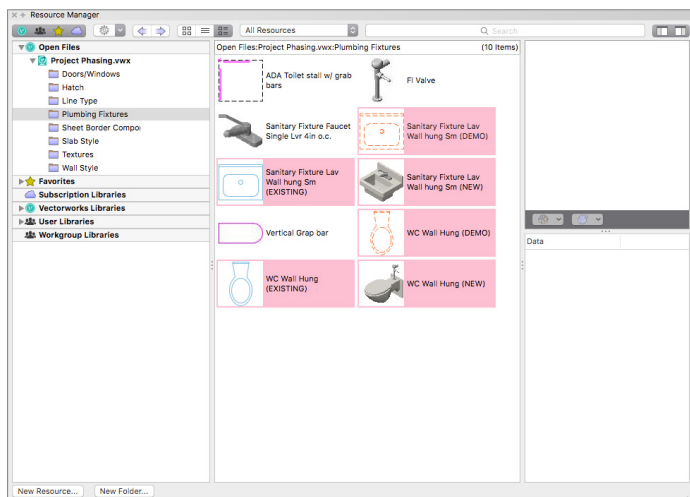 Resource Manager
All Resources
Search
Open Files
Project Phasing.vwx
Doors/Windows
Hatch
Line Type
Plumbing Fixtures
Sheet Border Compoi
Slab Style
Textures
Wall Style
Favorites
Subscription Libraries
Vectorworks Libraries
User Libraries
Workgroup Libraries
Open Files:Project Phasing.vwx:Plumbing Fixtures (10 Items)
ADA Toilet stall w/ grab
bars
Fl Valve
Sanitary Fixture Faucet
Single Lvr 4in o.c.
Sanitary Fixture Lav
Wall hung Sm (DEMO)
Sanitary Fixture Lav
Wall hung Sm
(EXISTING)
Sanitary Fixture Lav
Wall hung Sm (NEW)
Vertical Grap bar
WC Wall Hung (DEMO)
WC Wall Hung
(EXISTING)
WC Wall Hung (NEW)
Data
New Resource...
New Folder...